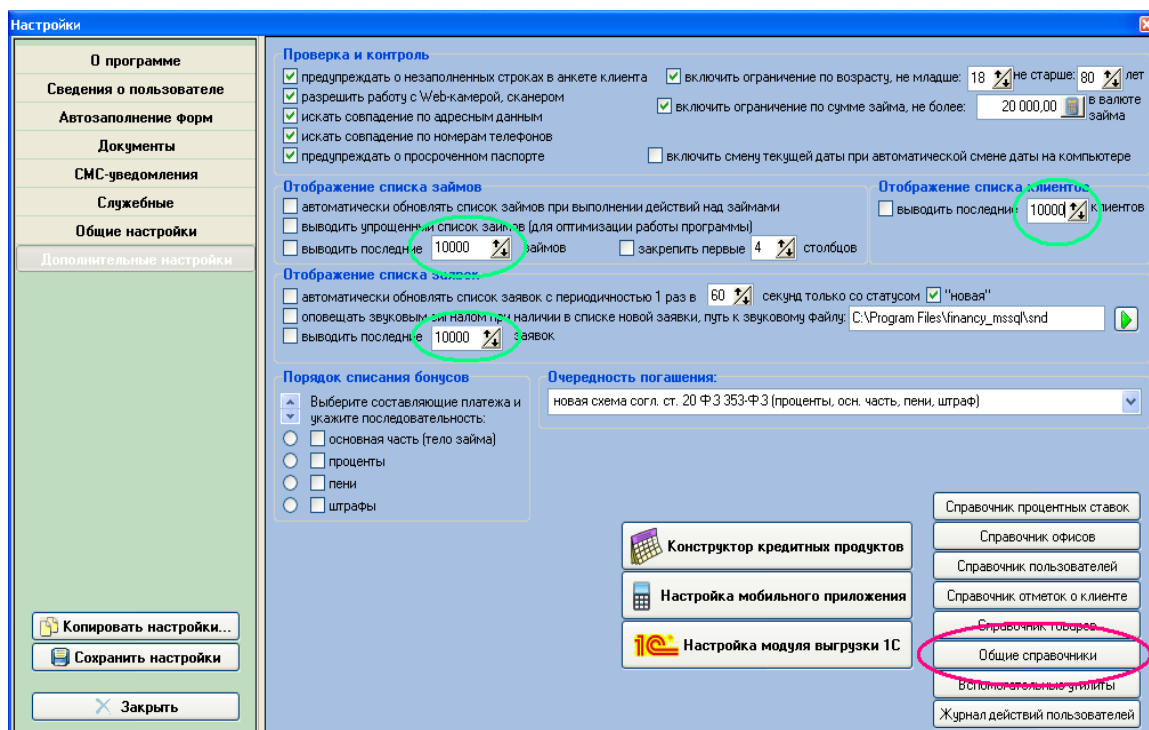 Настройки
О программе
Сведения о пользователе
Автозаполнение форм
Документы
СМС-уведомления
Служебные
Общие настройки
Дополнительные настройки
Копировать настройки...
Сохранить настройки
Закрыть
Проверка и контроль
предупреждать о незаполненных строках в анкете клиента
включить ограничение по возрасту, не младше: 18 не старше: 80 лет
разрешить работу с Web-камерой, сканером
включить ограничение по сумме займа, не более: 20 000,00 в валюте займа
искать совпадение по адресным данным
искать совпадение по номерам телефонов
предупреждать о просроченном паспорте
включить смену текущей даты при автоматической смене даты на компьютере
Отображение списка займов
автоматически обновлять список займов при выполнении действий над займами
выводить упрощенный список займов (для оптимизации работы программы)
выводить последние 10000 займов
закрепить первые 4 столбцов
Отображение списка клиентов
выводить последние 10000 клиентов
Отображение списка заявок
автоматически обновлять список заявок с периодичностью 1 раз в 60 секунд только со статусом "новая"
оповещать звуковым сигналом при наличии в списке новой заявки, путь к звуковому файлу: C:\Program Files\financy_mssql\snd
выводить последние 10000 заявок
Порядок списания бонусов
Выберите составляющие платежа и
укажите последовательность:
основная часть (тело займа)
проценты
пени
штрафы
Очередность погашения:
новая схема согл. ст. 20 ФЗ 353-ФЗ (проценты, осн. часть, пени, штраф)
Конструктор кредитных продуктов
Настройка мобильного приложения
1С Настройка модуля выгрузки 1С
Справочник процентных ставок
Справочник офисов
Справочник пользователей
Справочник отметок о клиенте
Справочник товаров
Общие справочники
Вспомогательные утилиты
Журнал действий пользователей